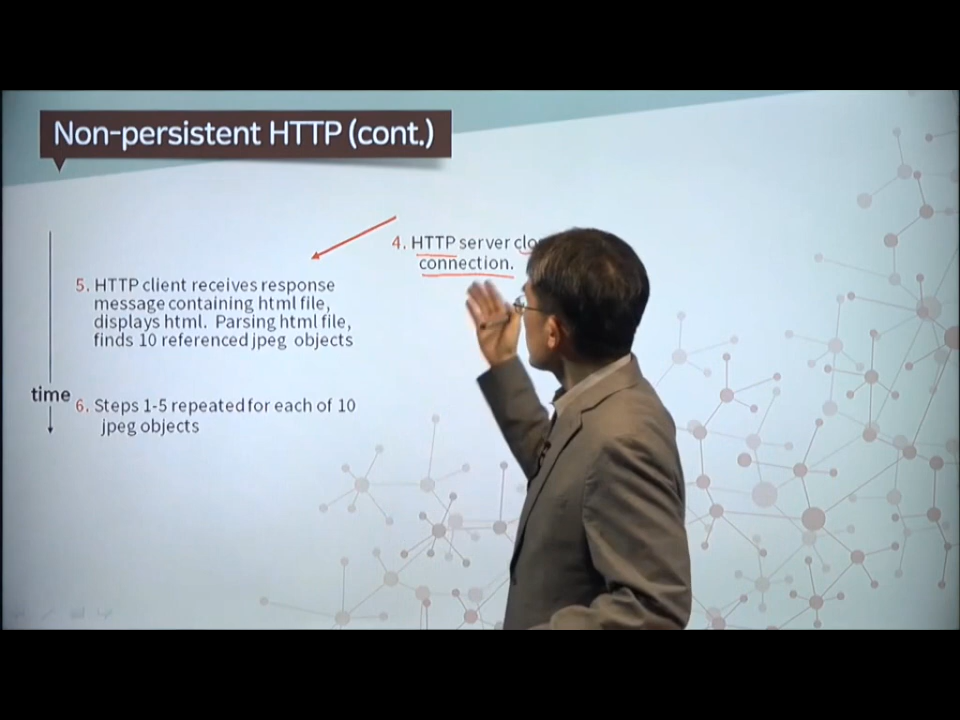 Non-persistent HTTP (cont.)
4. HTTP server
connection.
5. HTTP client receives response
message containing html file,
displays html. Parsing html file,
finds 10 referenced jpeg objects
time
6. Steps 1-5 repeated for each of 10
jpeg objects